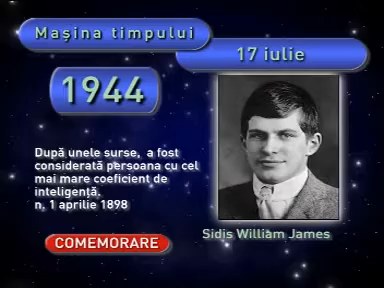 Mașina timpului
17 iulie
1944
După unele surse, a fost
considerată persoana cu cel
mai mare coeficient de
inteligență.
n. 1 aprilie 1898
COMEMORARE
Sidis William James